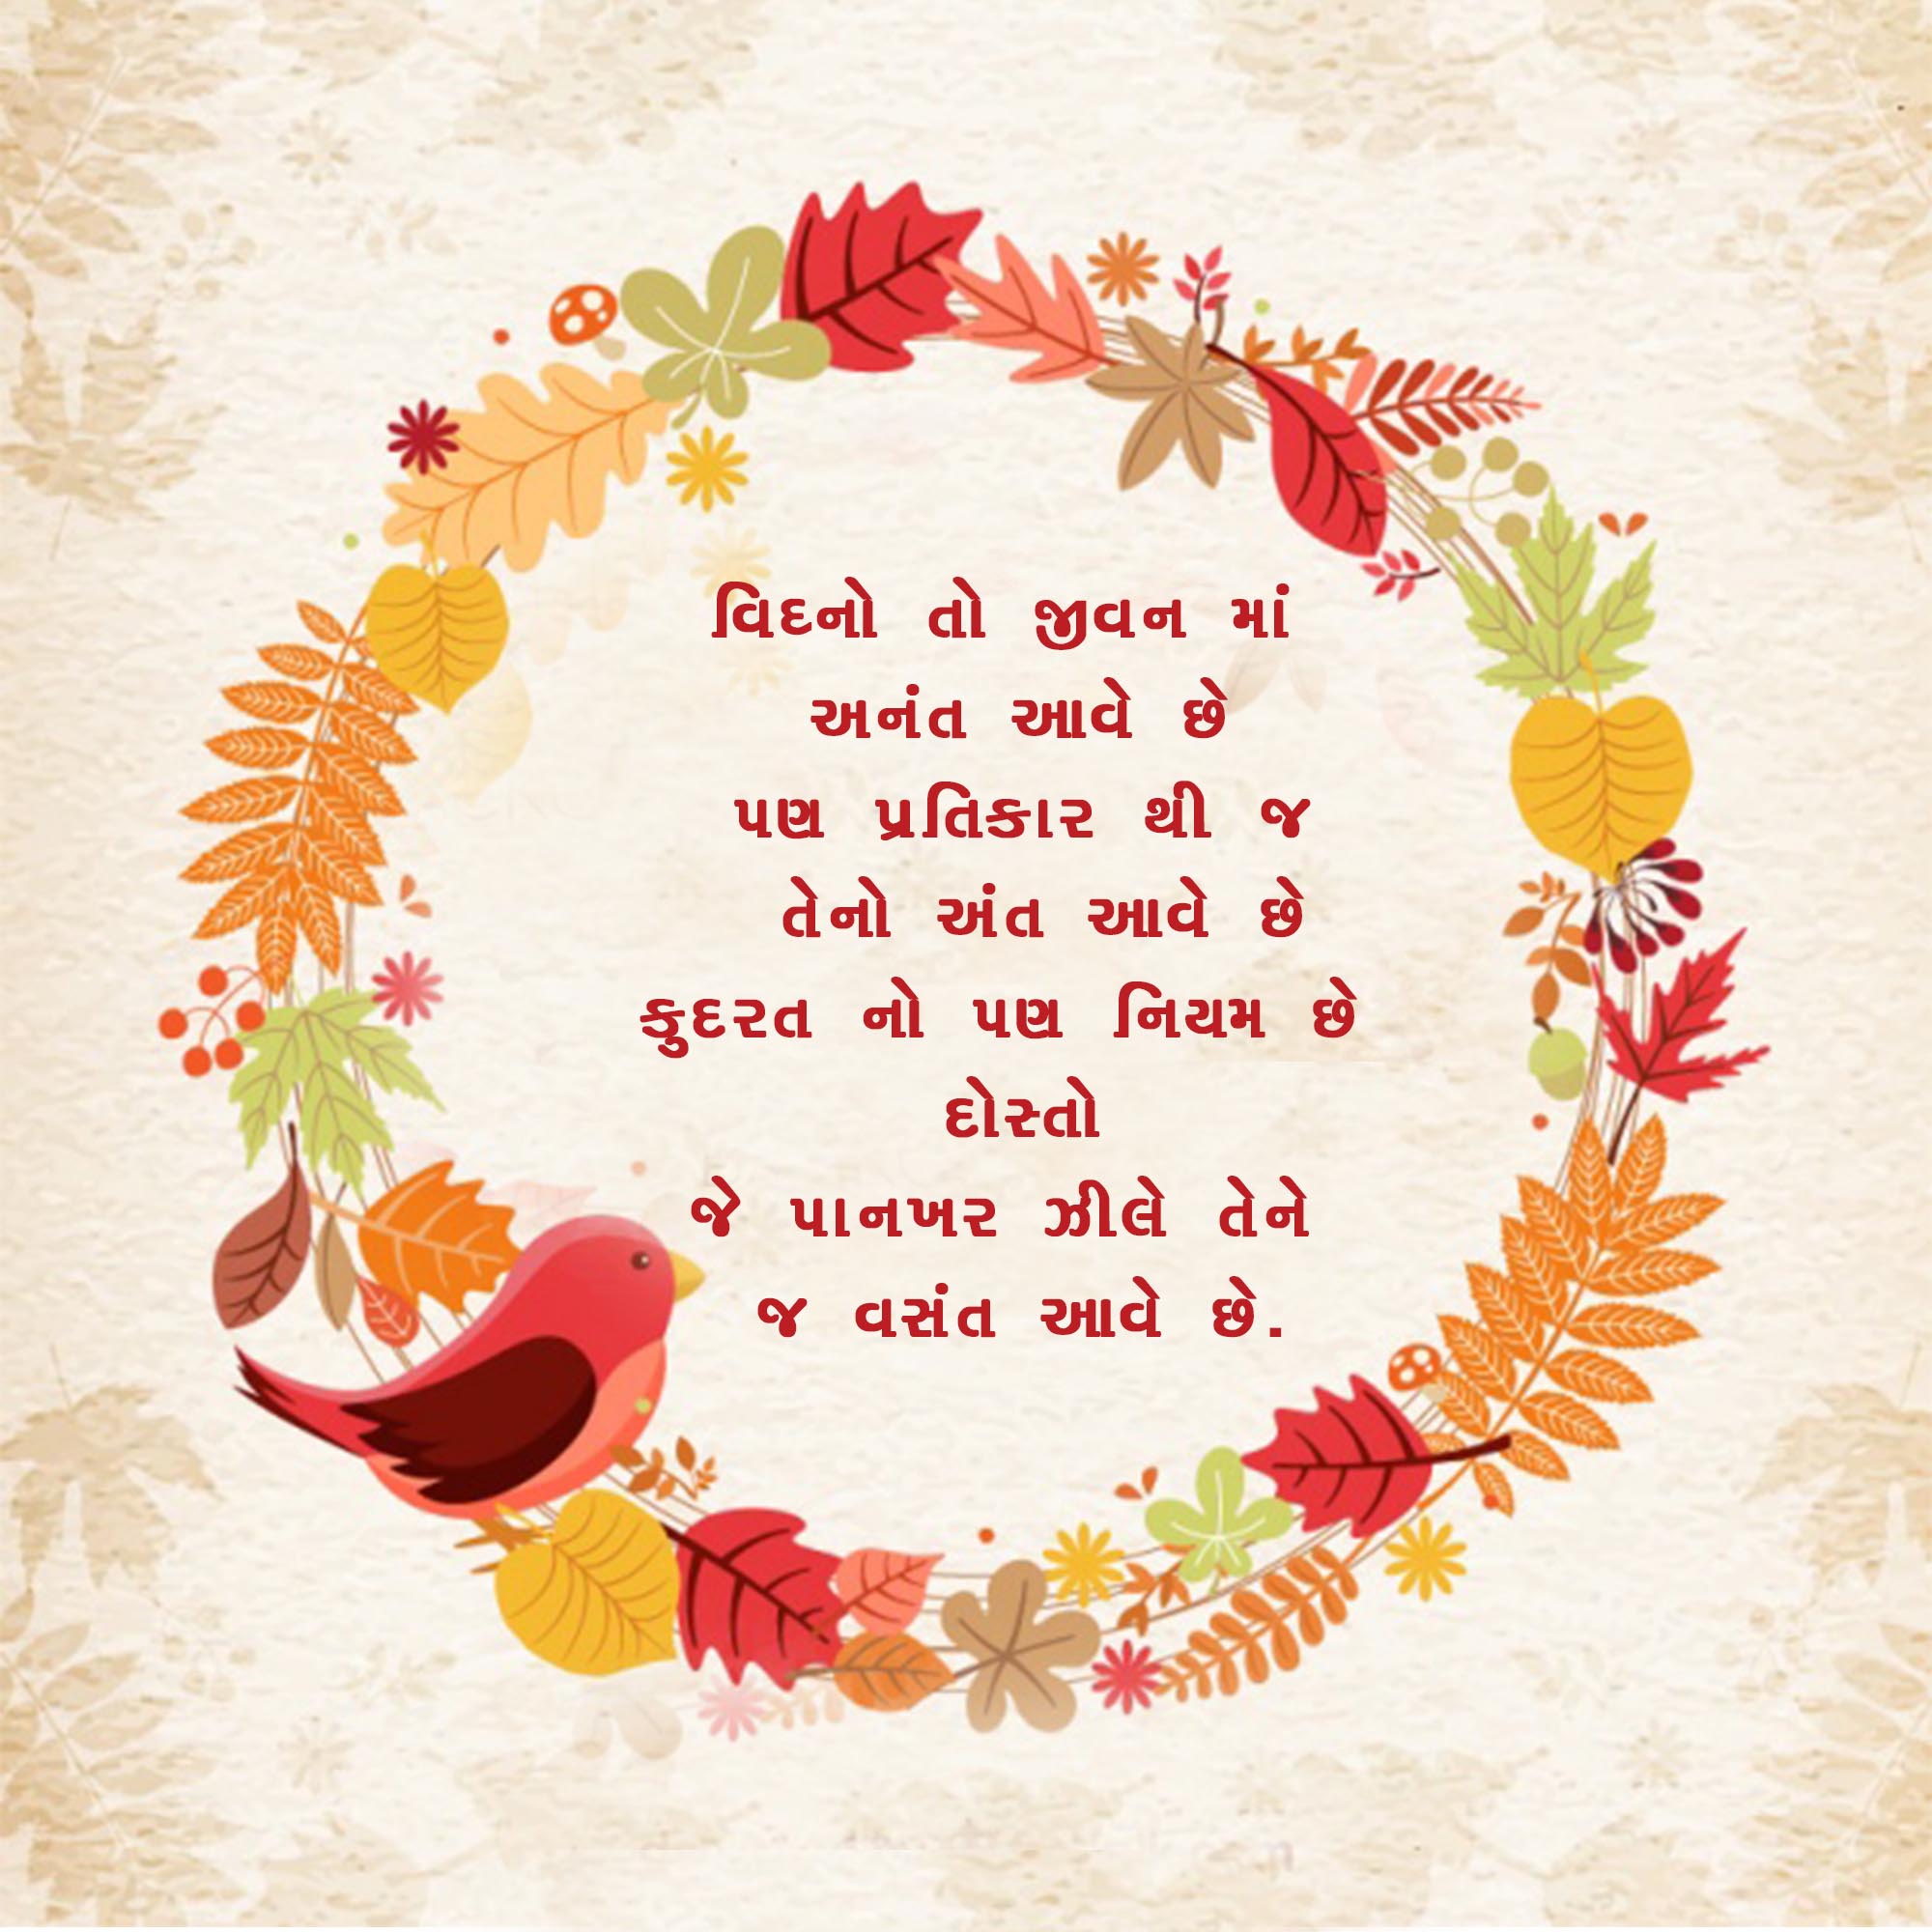 વિદનો તો જીવન માં
અનંત આવે છે
પણ પ્રતિકાર થી જ
તેનો અંત આવે છે
કુદરત નો પણ નિયમ છે
દોસ્તો
જે પાનખર ઝીલે તેને
જ વસંત આવે છે.